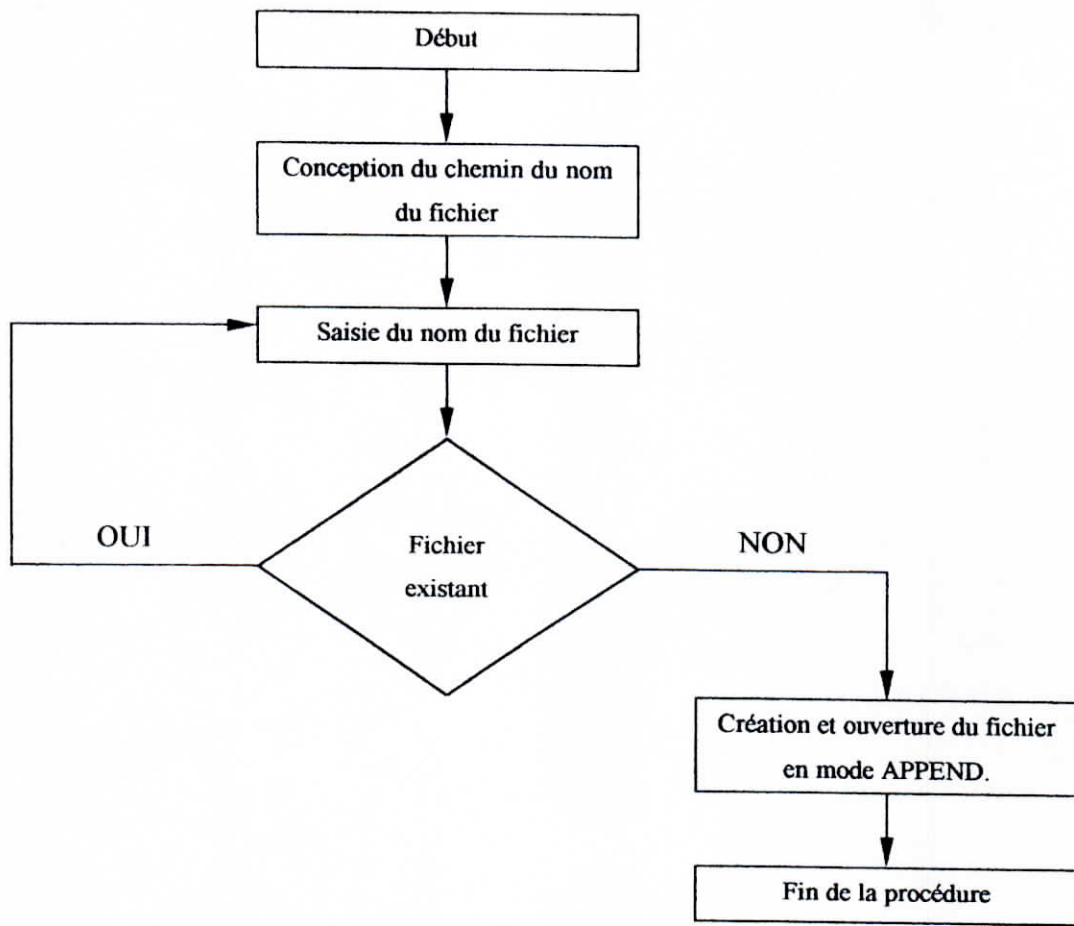 Début
Conception du chemin du nom
du fichier
Saisie du nom du fichier
OUI
Fichier
existant
NON
Création et ouverture du fichier
en mode APPEND.
Fin de la procédure